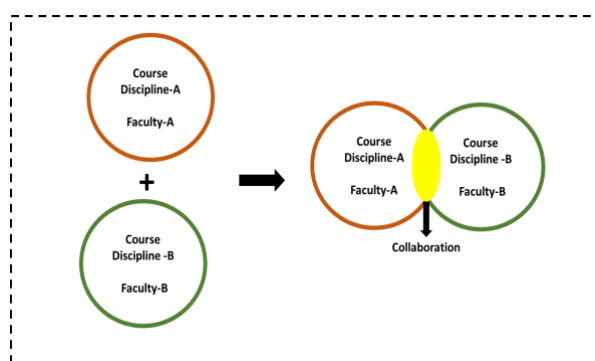 Course
Discipline-A
Faculty-A
+
Course
Discipline -B
Faculty-B
Course
Discipline-A
Faculty-A
Course
Discipline -B
Faculty-B
Collaboration